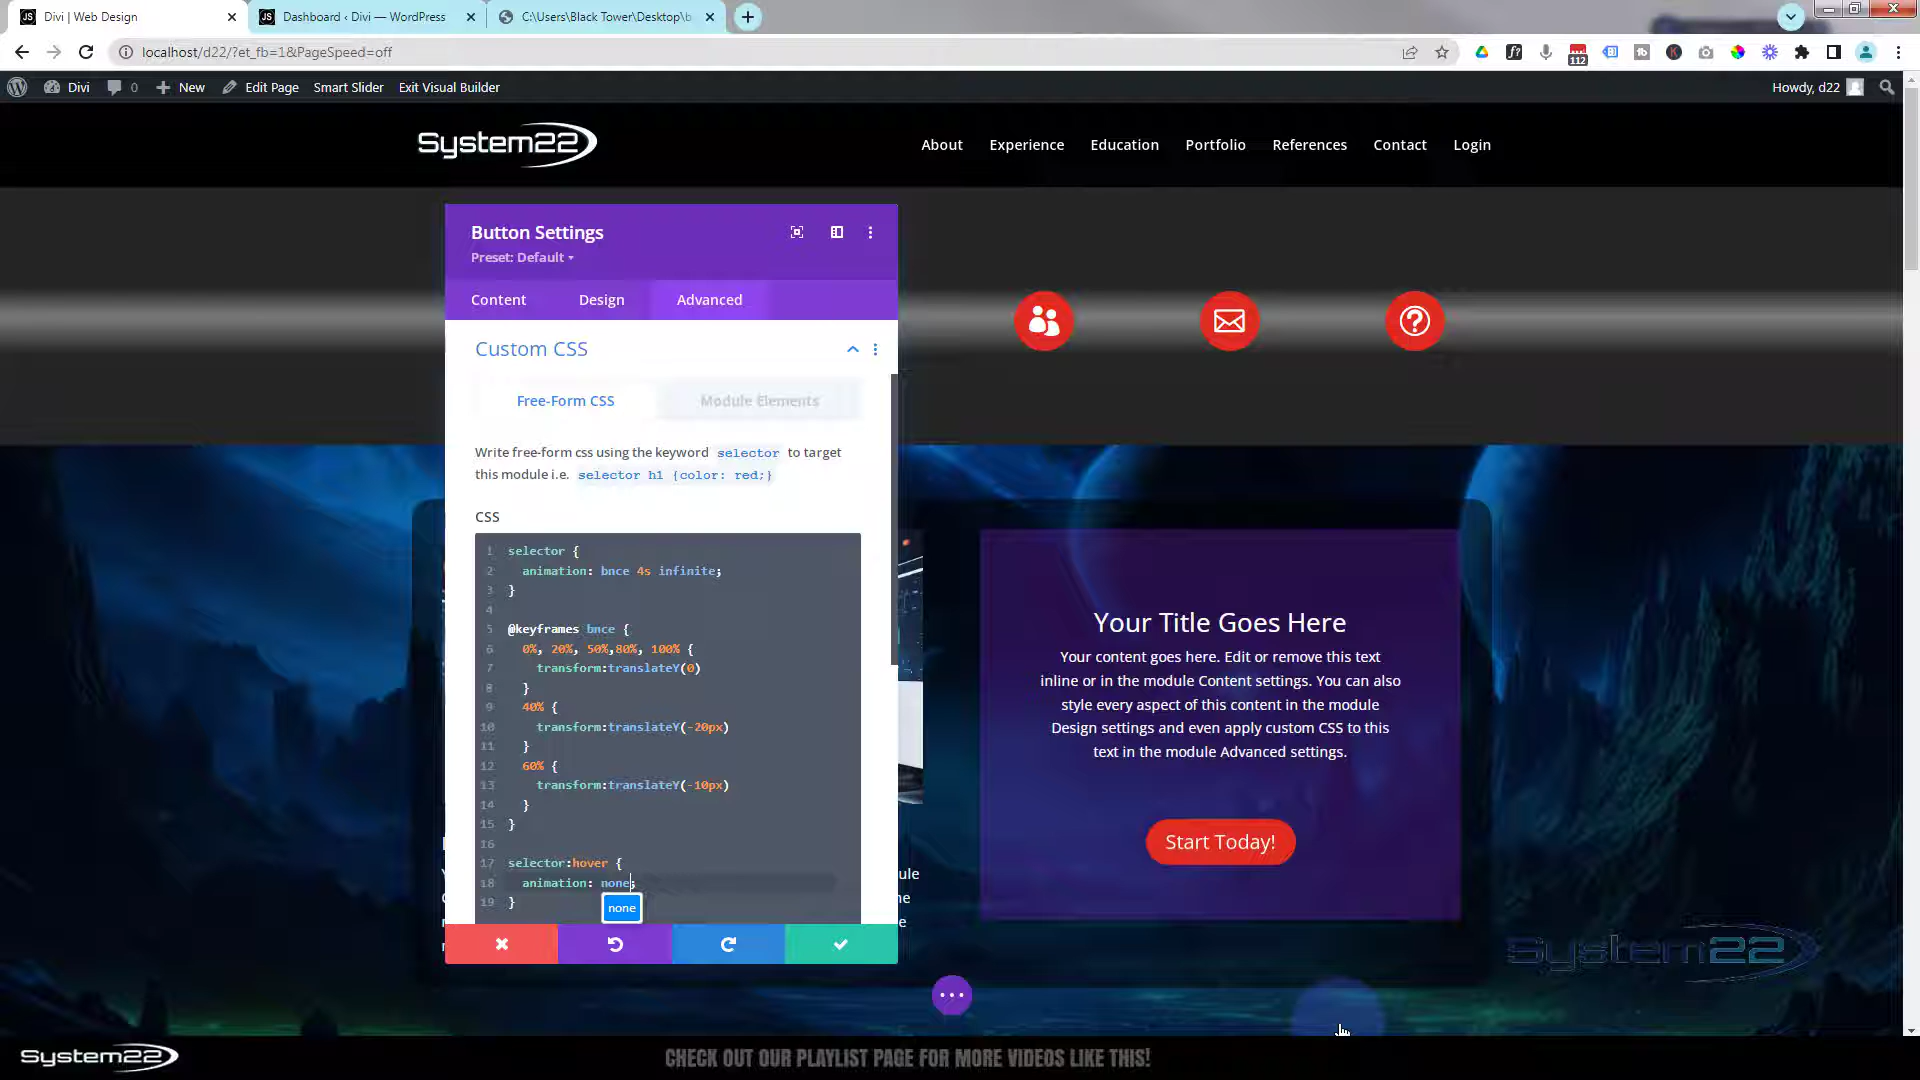 Divi | Web Design
Dashboard ‹ Divi — WordPress
C:\Users\Black Tower\Desktop\b
localhost/d22/?et_fb=1&PageSpeed=off
112
Divi
0
New
Edit Page
Smart Slider
Exit Visual Builder
Howdy, d22
System22
About
Experience
Education
Portfolio
References
Contact
Login
Button Settings
Preset: Default
Content
Design
Advanced
Custom CSS
Free-Form CSS
Module Elements
Write free-form css using the keyword selector to target
this module i.e. selector h1 {color: red;}
CSS
1 selector {
2 animation: bnce 4s infinite;
3 }
4
5 @keyframes bnce {
6 0%, 20%, 50%,80%, 100% {
7 transform:translateY(0)
8 }
9 40% {
10 transform:translateY(-20px)
11 }
12 60% {
13 transform:translateY(-10px)
14 }
15 }
16
17 selector:hover {
18 animation: none;
19 }
none
Your Title Goes Here
Your content goes here. Edit or remove this text
inline or in the module Content settings. You can also
style every aspect of this content in the module
Design settings and even apply custom CSS to this
text in the module Advanced settings.
Start Today!
System22
System22
CHECK OUT OUR PLAYLIST PAGE FOR MORE VIDEOS LIKE THIS!